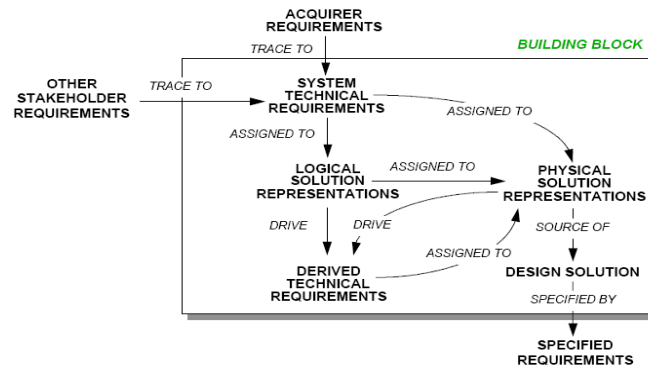 ACQUIRER
REQUIREMENTS
TRACE TO
BUILDING BLOCK
OTHER
STAKEHOLDER
REQUIREMENTS
TRACE TO
SYSTEM
TECHNICAL
REQUIREMENTS
ASSIGNED TO
ASSIGNED TO
LOGICAL
SOLUTION
REPRESENTATIONS
ASSIGNED TO
PHYSICAL
SOLUTION
REPRESENTATIONS
DRIVE
DRIVE
SOURCE OF
ASSIGNED TO
DERIVED
TECHNICAL
REQUIREMENTS
DESIGN SOLUTION
SPECIFIED BY
SPECIFIED
REQUIREMENTS